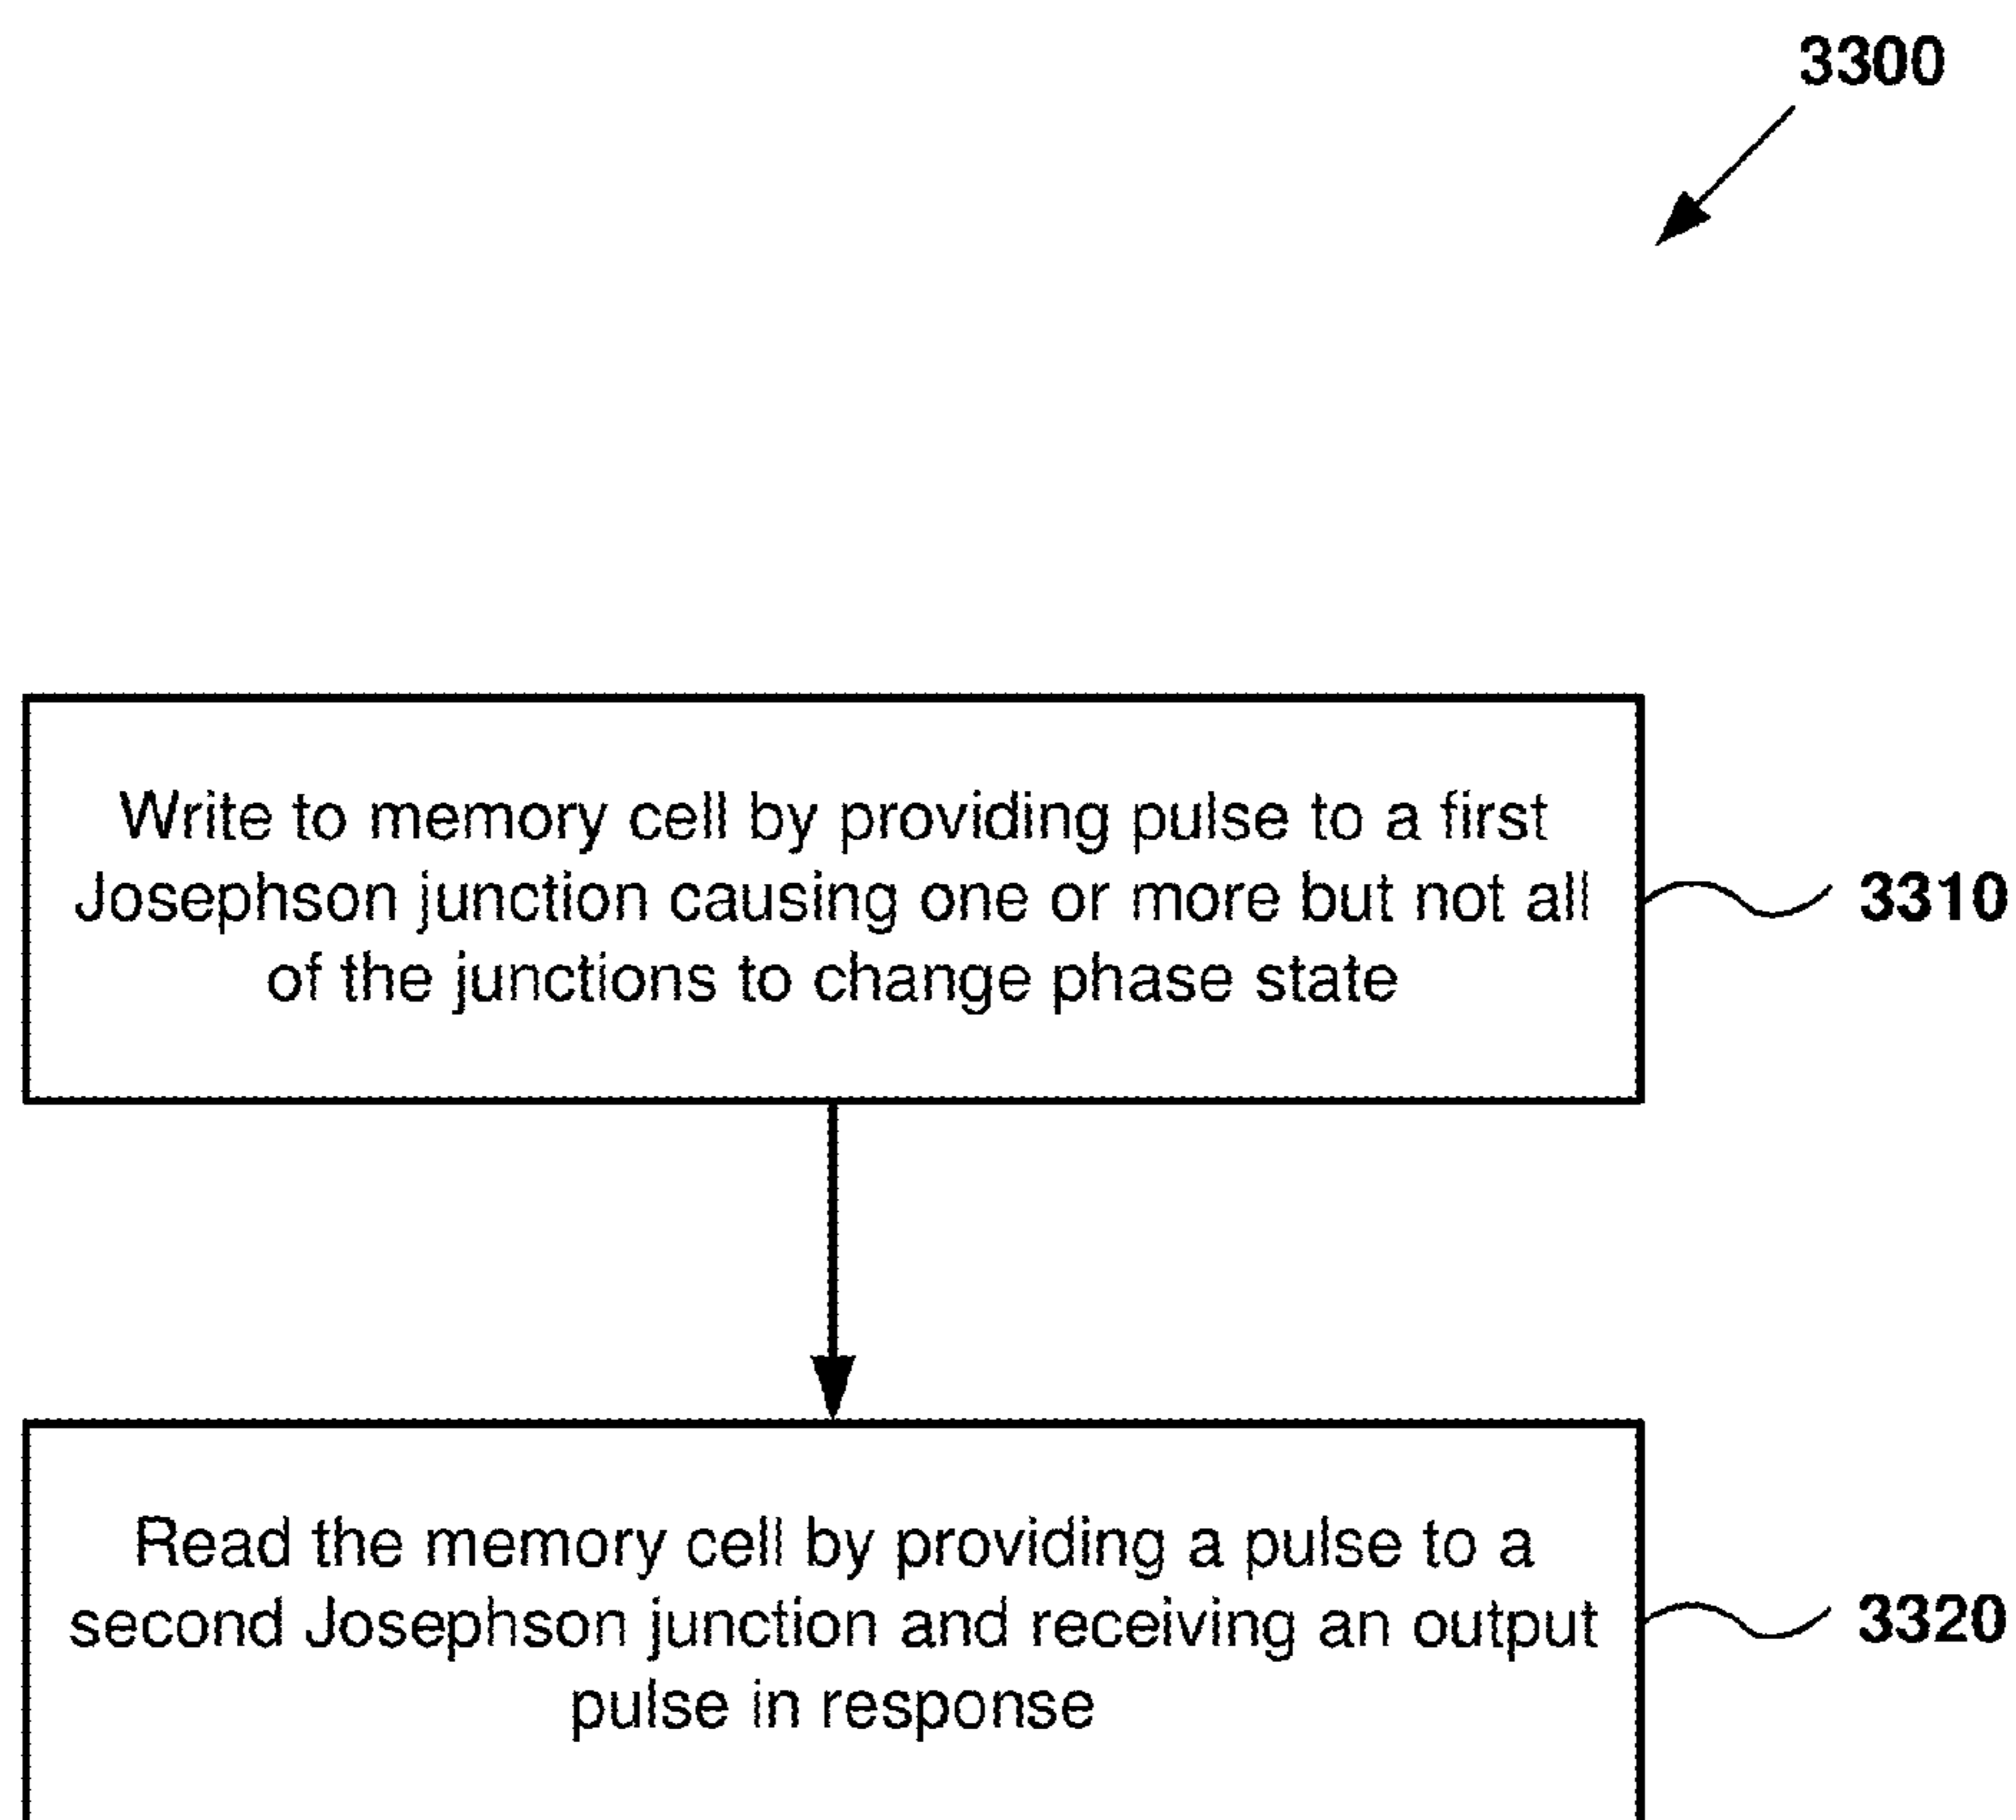 3300
Write to memory cell by providing pulse to a first
Josephson junction causing one or more but not all
of the junctions to change phase state
3310
Read the memory cell by providing a pulse to a
second Josephson junction and receiving an output
pulse in response
3320